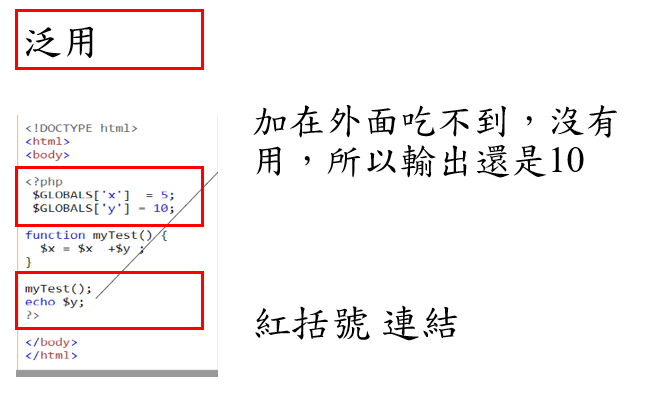 泛用
加在外面吃不到，沒有
用，所以輸出還是10
<!DOCTYPE html>
<html>
<body>
<?php
$GLOBALS['x']  = 5;
$GLOBALS['y'] = 10;
function myTest() {
  $x = $x  +$y ;
}
myTest();
echo $y;
?>
</body>
</html>
紅括號 連結